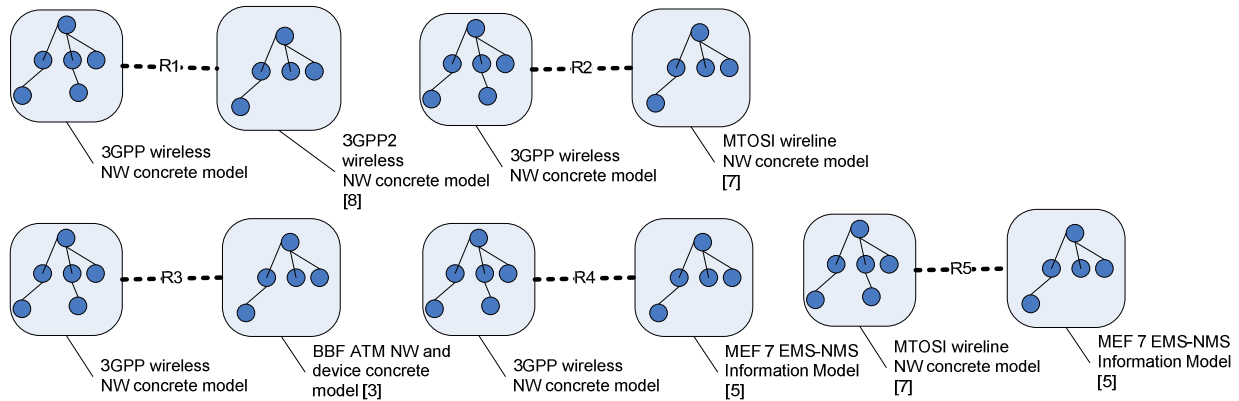 R1
R2
3GPP wireless
NW concrete model
3GPP2
wireless
NW concrete model
[8]
3GPP wireless
NW concrete model
MTOSI wireline
NW concrete model
[7]
R3
R4
R5
3GPP wireless
NW concrete model
BBF ATM NW and
device concrete
model [3]
3GPP wireless
NW concrete model
MEF 7 EMS-NMS
Information Model
[5]
MTOSI wireline
NW concrete model
[7]
MEF 7 EMS-NMS
Information Model
[5]